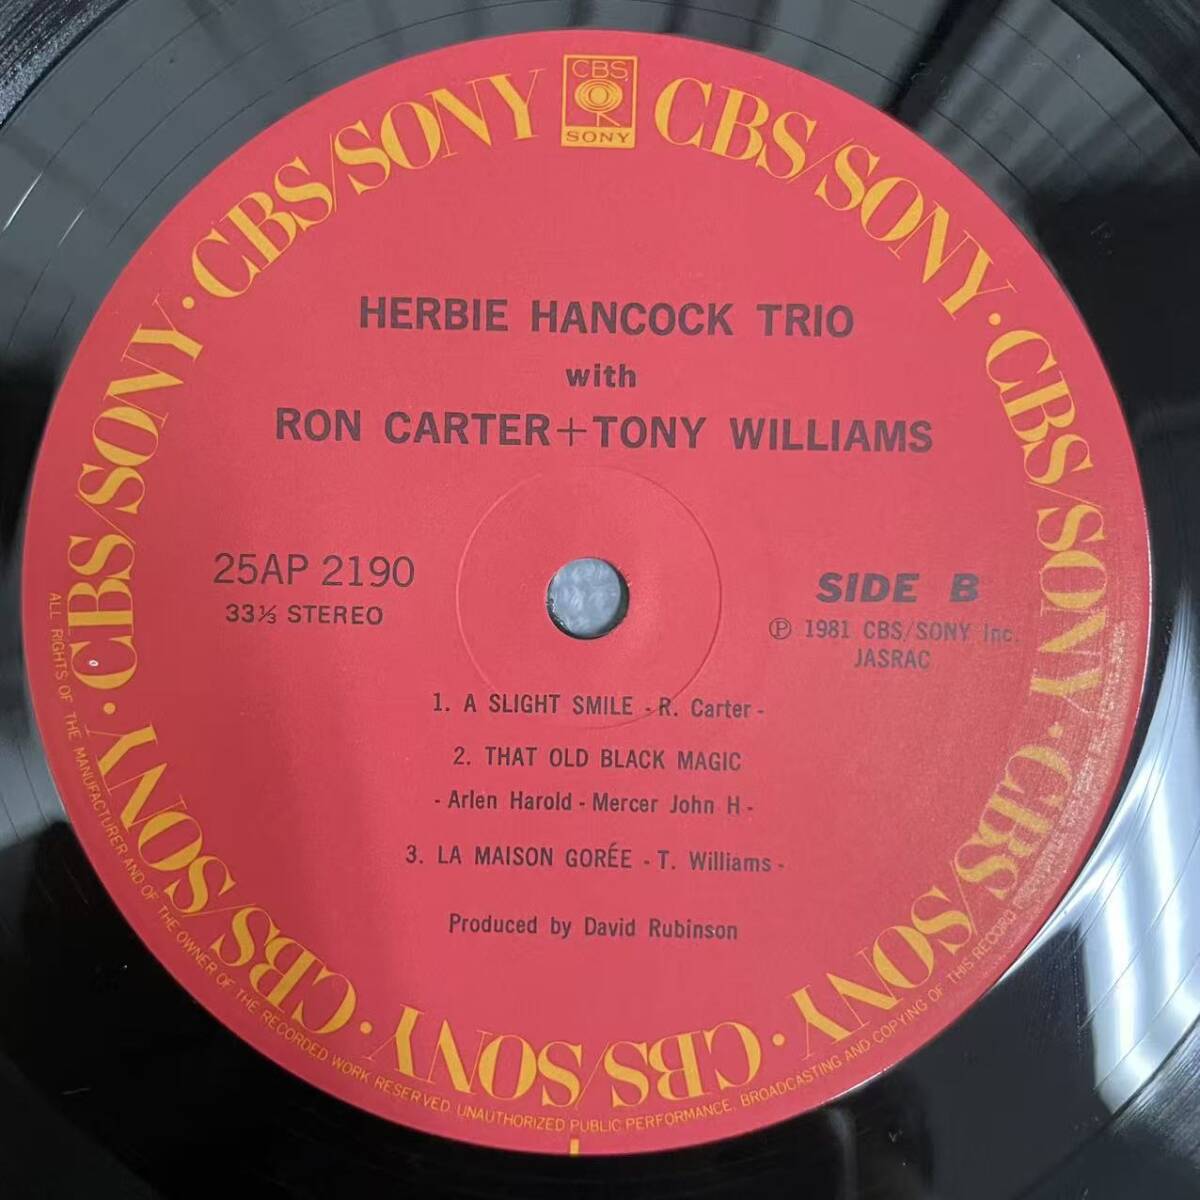 CBS
SONY
CBS/SONY · CBS/SONY · CBS/SONY · CBS/SONY · CBS/SONY · CBS/SONY · CBS/SONY · CBS/SONY
HERBIE HANCOCK TRIO
with
RON CARTER+TONY WILLIAMS
25AP 2190
33⅓ STEREO
SIDE B
Ⓟ 1981 CBS/SONY Inc.
JASRAC
1. A SLIGHT SMILE - R. Carter -
2. THAT OLD BLACK MAGIC
- Arlen Harold - Mercer John H -
3. LA MAISON GORÉE - T. Williams -
Produced by David Rubinson
ALL RIGHTS OF THE MANUFACTURER AND OF THE OWNER OF THE RECORDED WORK RESERVED. UNAUTHORIZED PUBLIC PERFORMANCE, BROADCASTING AND COPYING OF THIS RECORD